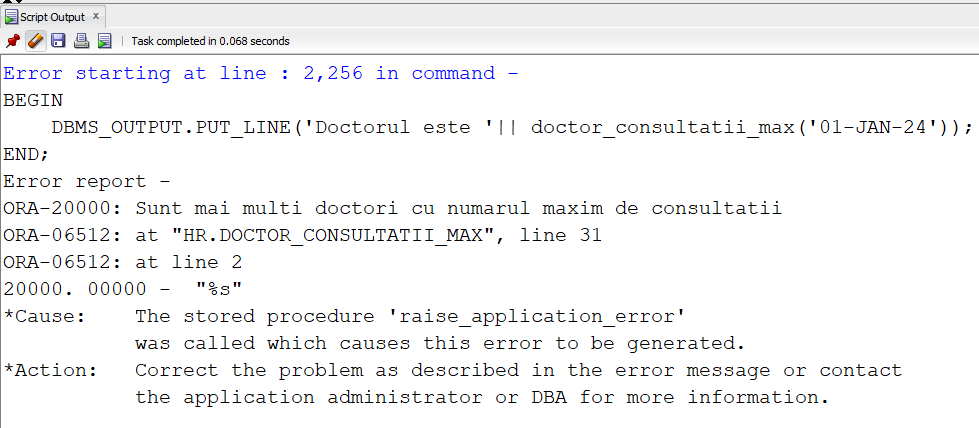 Script Output x
Task completed in 0.068 seconds
Error starting at line : 2,256 in command -
BEGIN
    DBMS_OUTPUT.PUT_LINE('Doctorul este '|| doctor_consultatii_max('01-JAN-24'));
END;
Error report -
ORA-20000: Sunt mai multi doctori cu numarul maxim de consultatii
ORA-06512: at "HR.DOCTOR_CONSULTATII_MAX", line 31
ORA-06512: at line 2
20000. 00000 -  "%s"
*Cause:    The stored procedure 'raise_application_error'
           was called which causes this error to be generated.
*Action:   Correct the problem as described in the error message or contact
           the application administrator or DBA for more information.